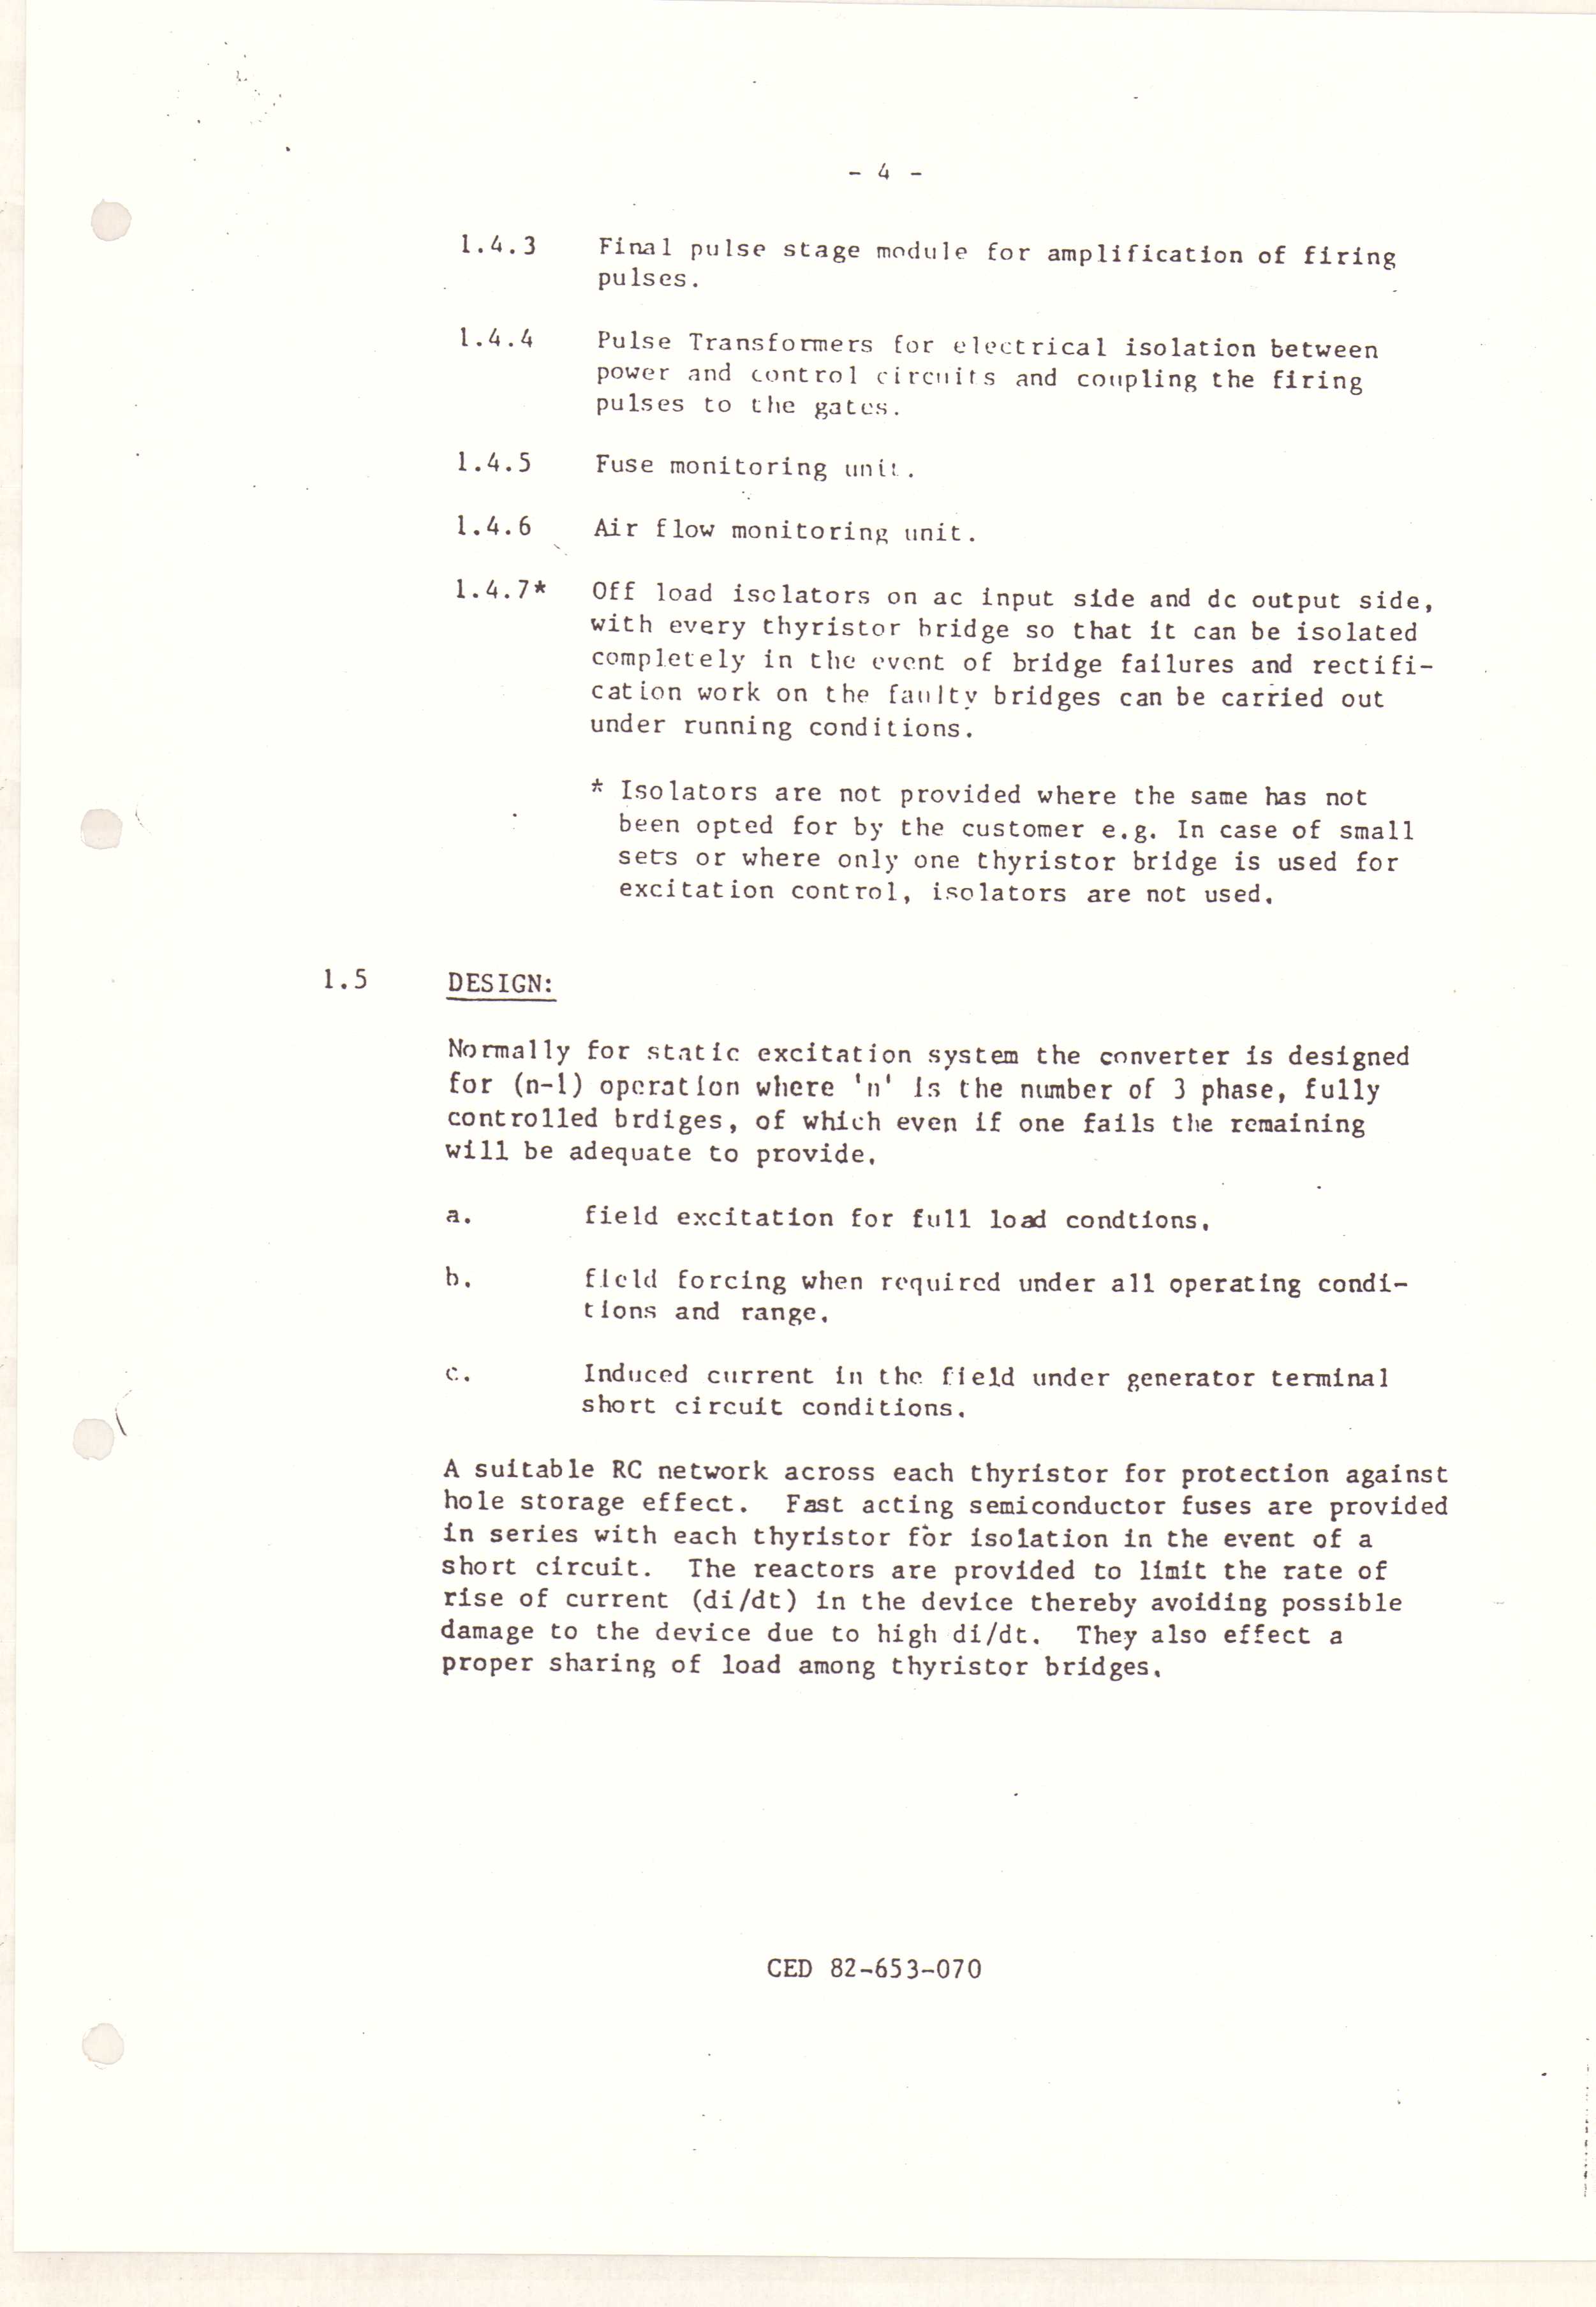 - 4 -
1.4.3 Final pulse stage module for amplification of firing
pulses.
1.4.4 Pulse Transformers for electrical isolation between
power and control circuits and coupling the firing
pulses to the gates.
1.4.5 Fuse monitoring unit.
1.4.6 Air flow monitoring unit.
1.4.7* Off load isolators on ac input side and dc output side,
with every thyristor bridge so that it can be isolated
completely in the event of bridge failures and rectifi-
cation work on the faulty bridges can be carried out
under running conditions.
* Isolators are not provided where the same has not
been opted for by the customer e.g. In case of small
sets or where only one thyristor bridge is used for
excitation control, isolators are not used.
1.5 DESIGN:
Normally for static excitation system the converter is designed
for (n-1) operation where 'n' is the number of 3 phase, fully
controlled brdiges, of which even if one fails the remaining
will be adequate to provide.
a. field excitation for full load condtions.
b. field forcing when required under all operating condi-
tions and range.
c. Induced current in the field under generator terminal
short circuit conditions.
A suitable RC network across each thyristor for protection against
hole storage effect. Fast acting semiconductor fuses are provided
in series with each thyristor for isolation in the event of a
short circuit. The reactors are provided to limit the rate of
rise of current (di/dt) in the device thereby avoiding possible
damage to the device due to high di/dt. They also effect a
proper sharing of load among thyristor bridges.
CED 82-653-070